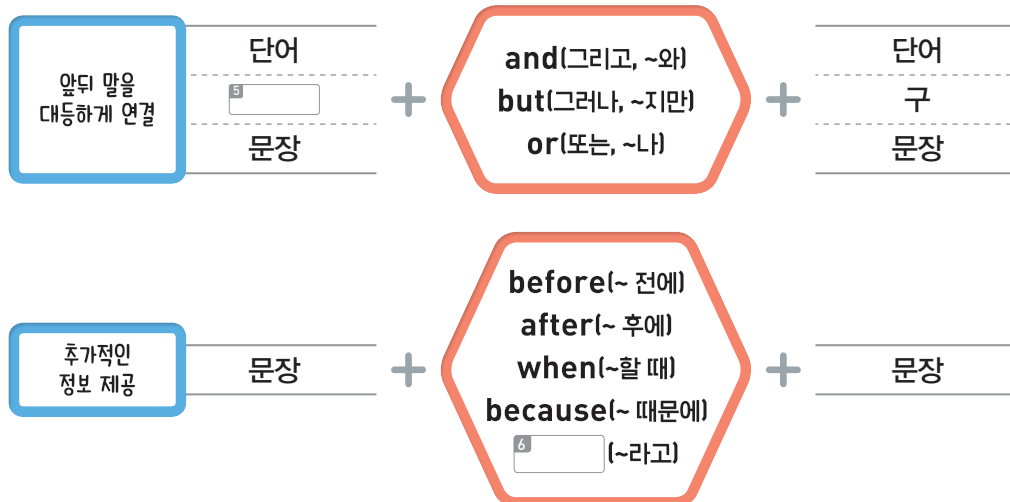 앞뒤 말을
대등하게 연결
단어
5
문장
and(그리고, ~와)
but(그러나, ~지만)
or(또는, ~나)
단어
구
문장
추가적인
정보 제공
문장
before(~ 전에)
after(~ 후에)
when(~할 때)
because(~ 때문에)
6 (~라고)
문장